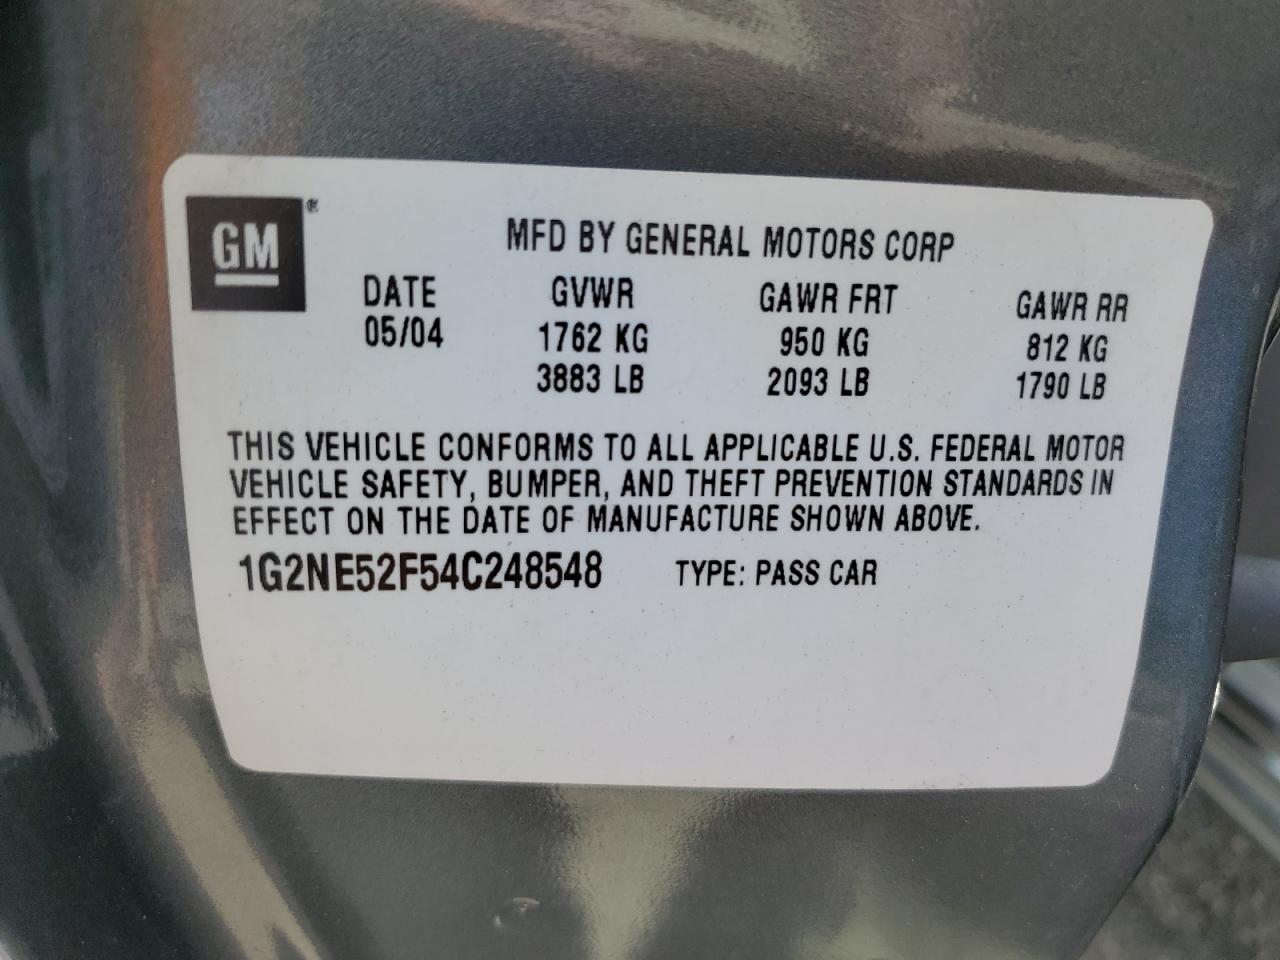 GM®
MFD BY GENERAL MOTORS CORP
DATE GVWR GAWR FRT GAWR RR
05/04 1762 KG 950 KG 812 KG
3883 LB 2093 LB 1790 LB
THIS VEHICLE CONFORMS TO ALL APPLICABLE U.S. FEDERAL MOTOR
VEHICLE SAFETY, BUMPER, AND THEFT PREVENTION STANDARDS IN
EFFECT ON THE DATE OF MANUFACTURE SHOWN ABOVE.
1G2NE52F54C248548 TYPE: PASS CAR